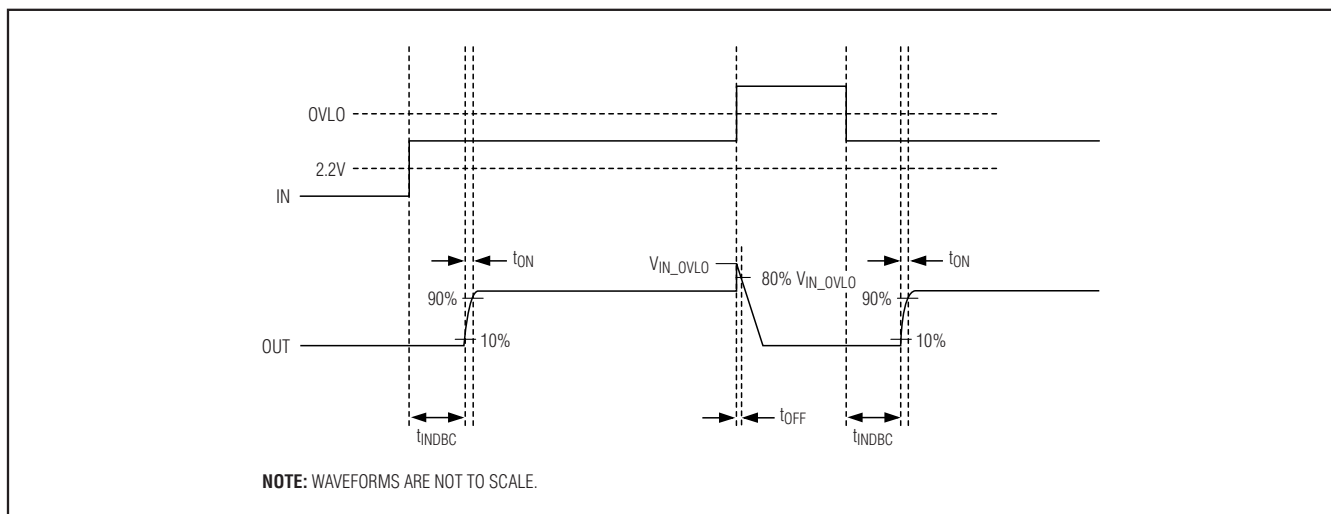 OVLO
2.2V
IN
tON
VIN_OVLO
80% VIN_OVLO
tON
90%
90%
10%
10%
OUT
tOFF
tINDBC
tINDBC
NOTE: WAVEFORMS ARE NOT TO SCALE.